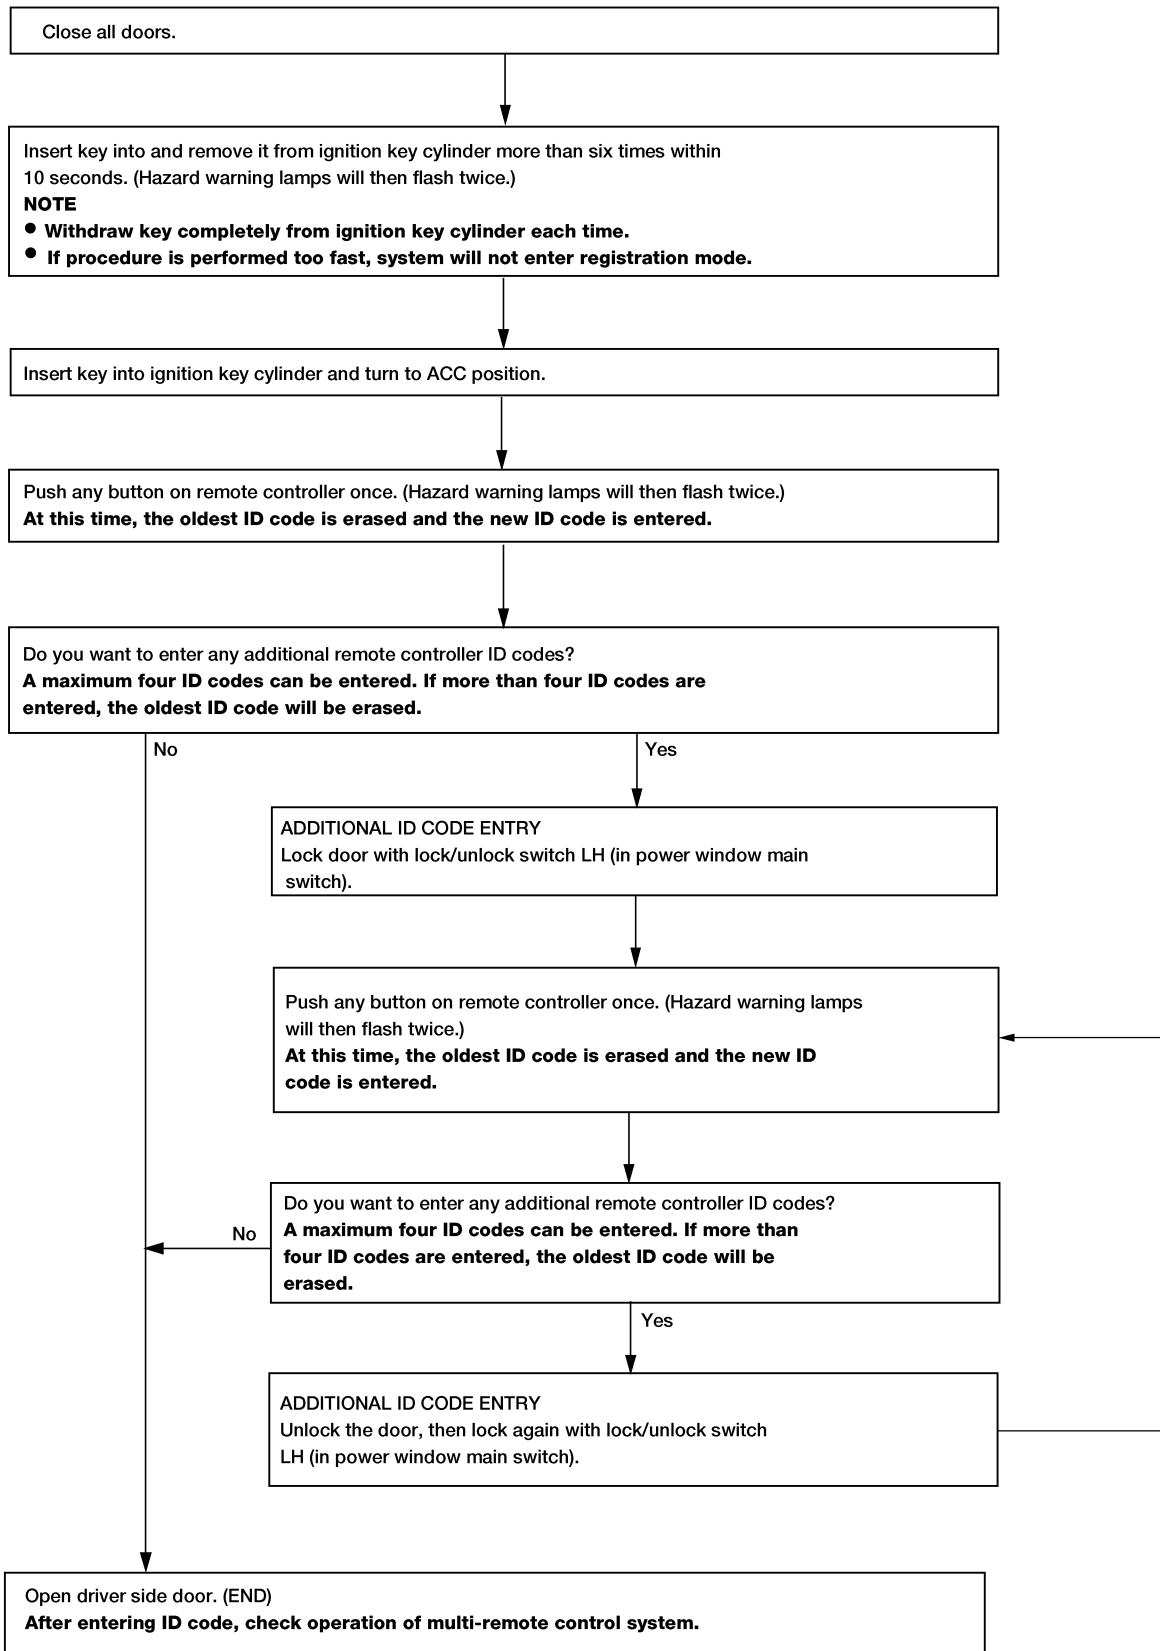 Close all doors.
Insert key into and remove it from ignition key cylinder more than six times within
10 seconds. (Hazard warning lamps will then flash twice.)
NOTE
● Withdraw key completely from ignition key cylinder each time.
● If procedure is performed too fast, system will not enter registration mode.
Insert key into ignition key cylinder and turn to ACC position.
Push any button on remote controller once. (Hazard warning lamps will then flash twice.)
At this time, the oldest ID code is erased and the new ID code is entered.
Do you want to enter any additional remote controller ID codes?
A maximum four ID codes can be entered. If more than four ID codes are
entered, the oldest ID code will be erased.
No
Yes
ADDITIONAL ID CODE ENTRY
Lock door with lock/unlock switch LH (in power window main
switch).
Push any button on remote controller once. (Hazard warning lamps
will then flash twice.)
At this time, the oldest ID code is erased and the new ID
code is entered.
Do you want to enter any additional remote controller ID codes?
A maximum four ID codes can be entered. If more than
four ID codes are entered, the oldest ID code will be
erased.
No
Yes
ADDITIONAL ID CODE ENTRY
Unlock the door, then lock again with lock/unlock switch
LH (in power window main switch).
Open driver side door. (END)
After entering ID code, check operation of multi-remote control system.